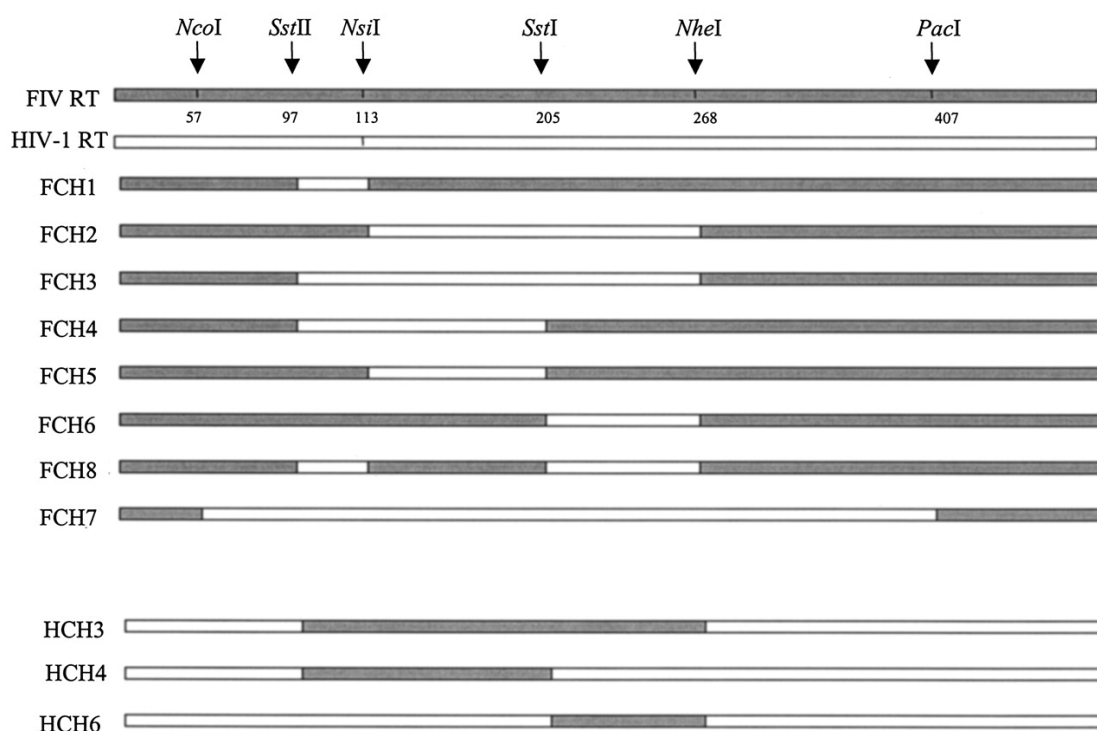 NcoI SstII NsiI SstI NheI PacI
FIV RT
57 97 113 205 268 407
HIV-1 RT
FCH1
FCH2
FCH3
FCH4
FCH5
FCH6
FCH8
FCH7
HCH3
HCH4
HCH6